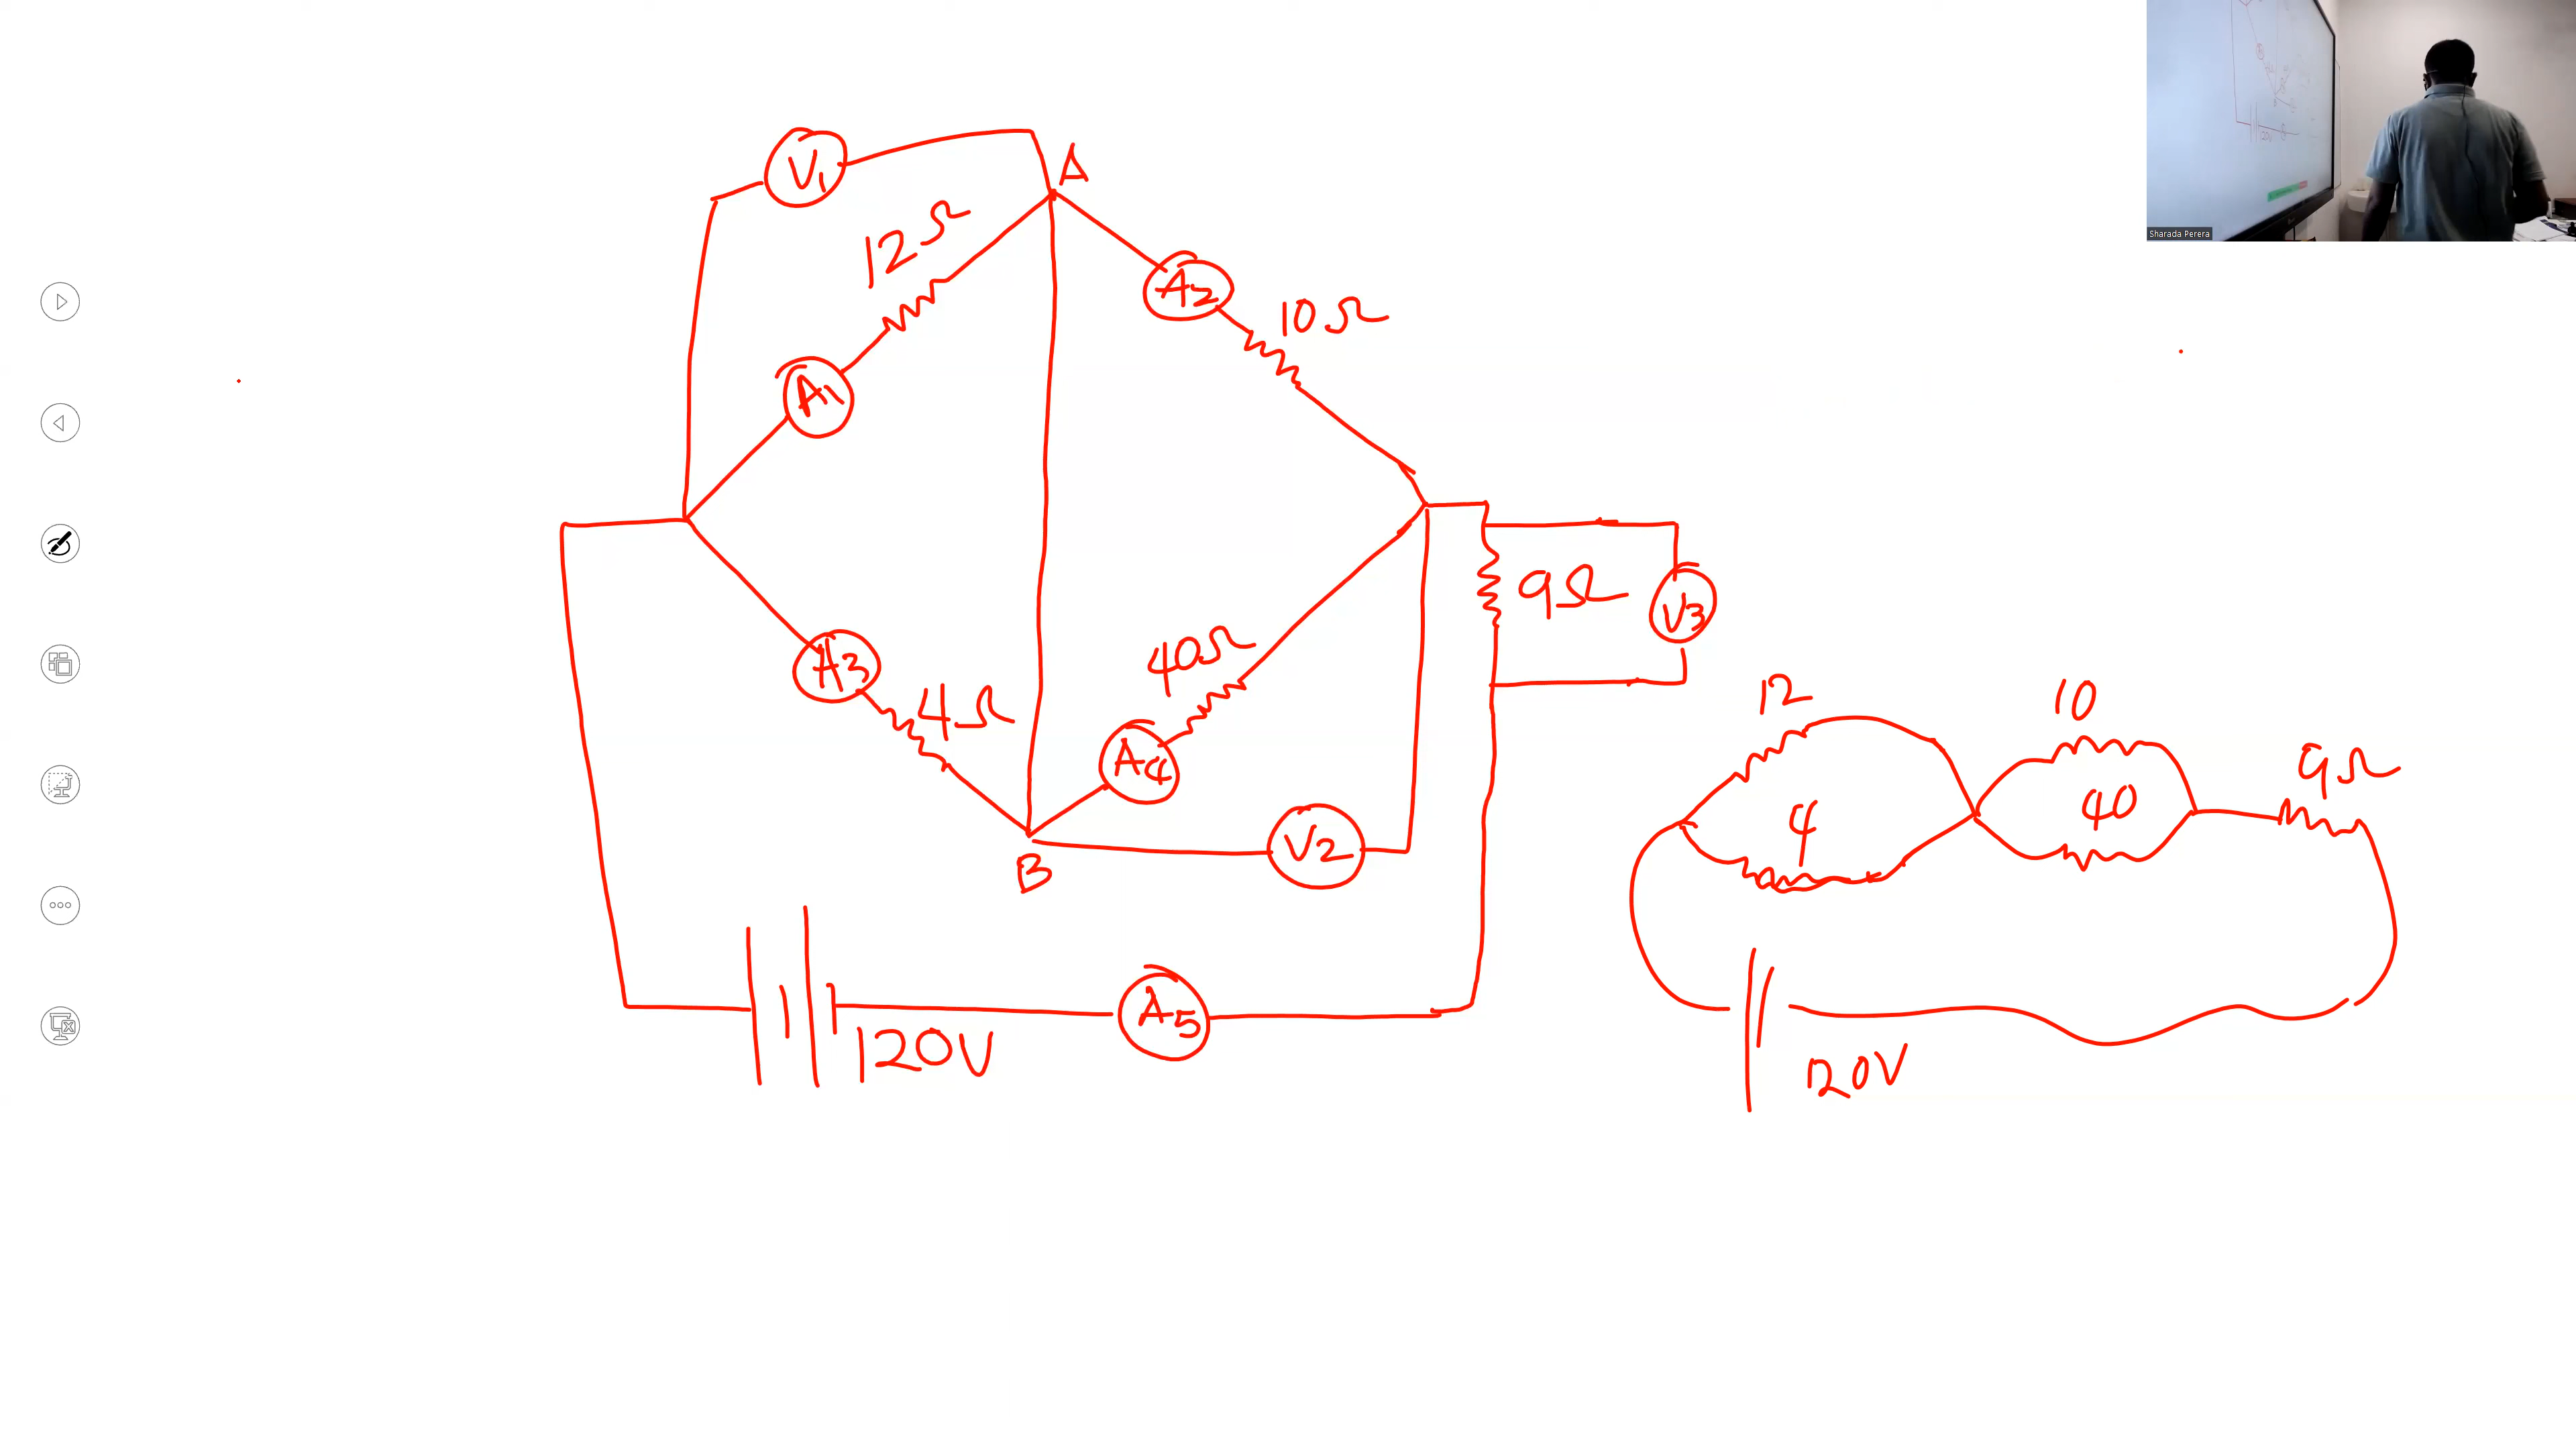 V1
A
12Ω
A2
10Ω
A1
9Ω
V3
A3
4Ω
40Ω
A4
V2
B
A5
120V
12
10
9Ω
4
40
120V
Sharada Perera